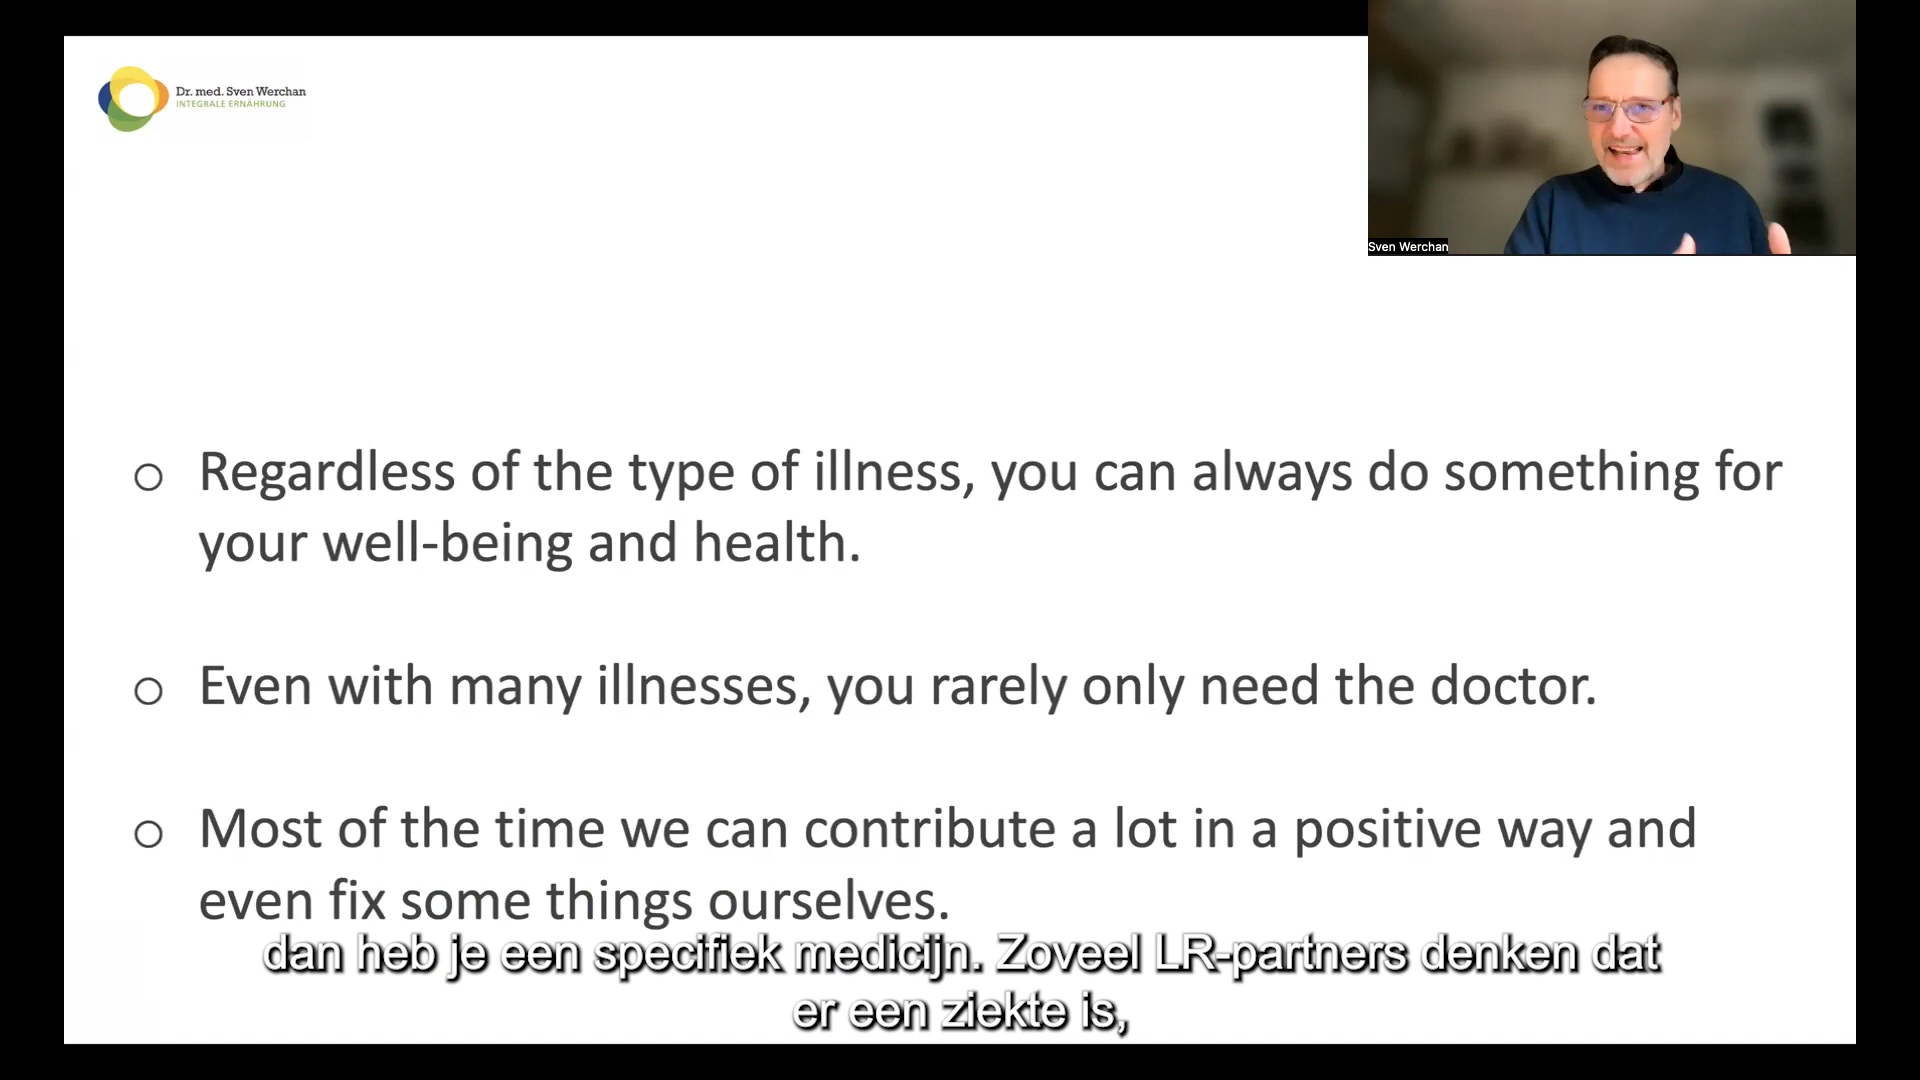 Dr. med. Sven Werchan
INTEGRALE ERNÄHRUNG
Sven Werchan
o Regardless of the type of illness, you can always do something for
your well-being and health.
o Even with many illnesses, you rarely only need the doctor.
o Most of the time we can contribute a lot in a positive way and
even fix some things ourselves.
dan heb je een specifiek medicijn. Zoveel LR-partners denken dat
er een ziekte is,